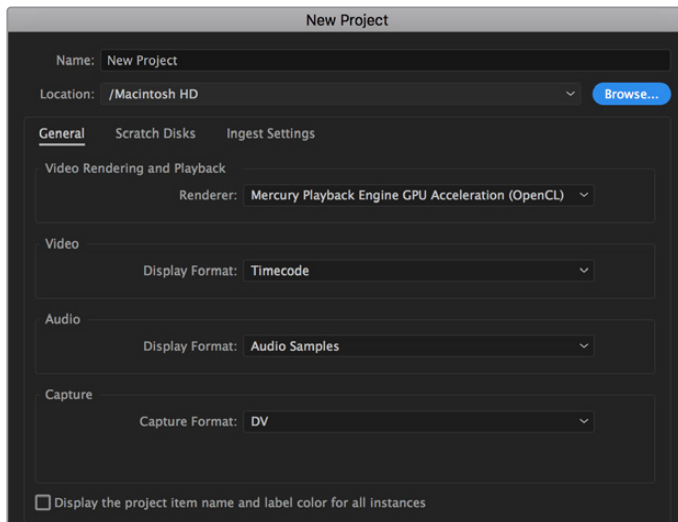 New Project
Name: New Project
Location: /Macintosh HD Browse...
General Scratch Disks Ingest Settings
Video Rendering and Playback
Renderer: Mercury Playback Engine GPU Acceleration (OpenCL)
Video
Display Format: Timecode
Audio
Display Format: Audio Samples
Capture
Capture Format: DV
Display the project item name and label color for all instances